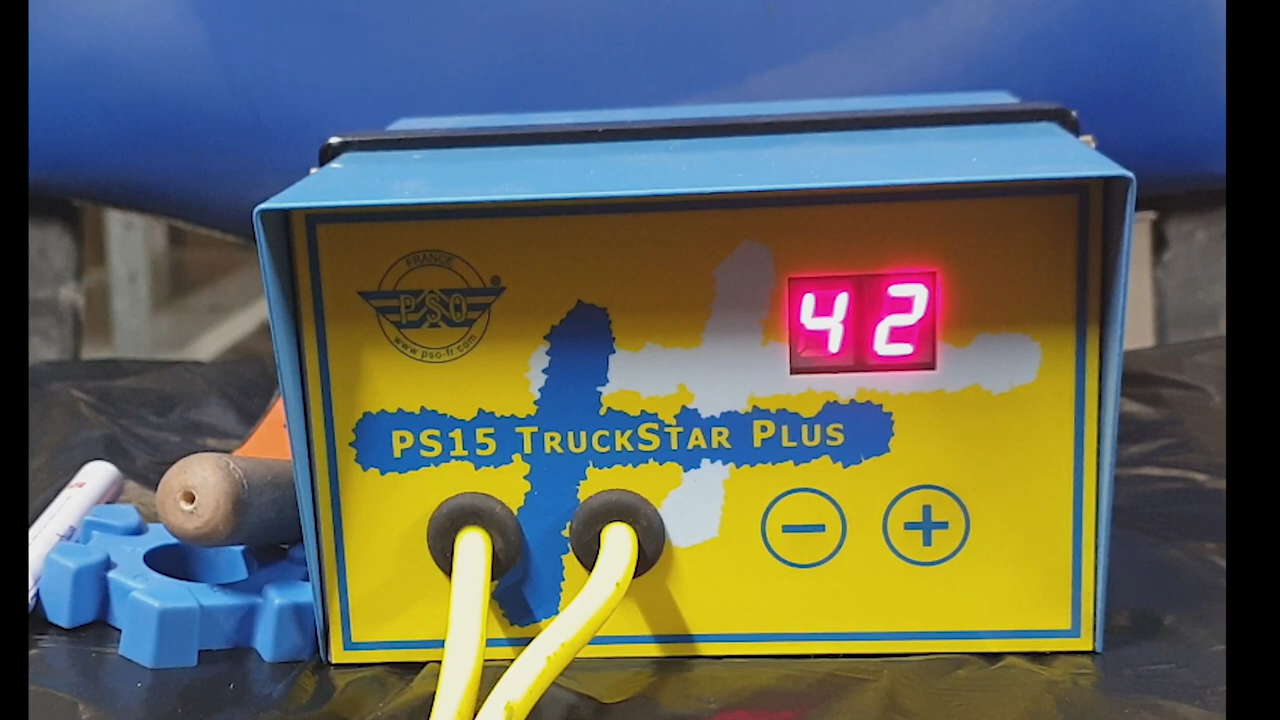 FRANCE
PSO
www.pso-fr.com
42
PS15 TRUCKSTAR PLUS
- +